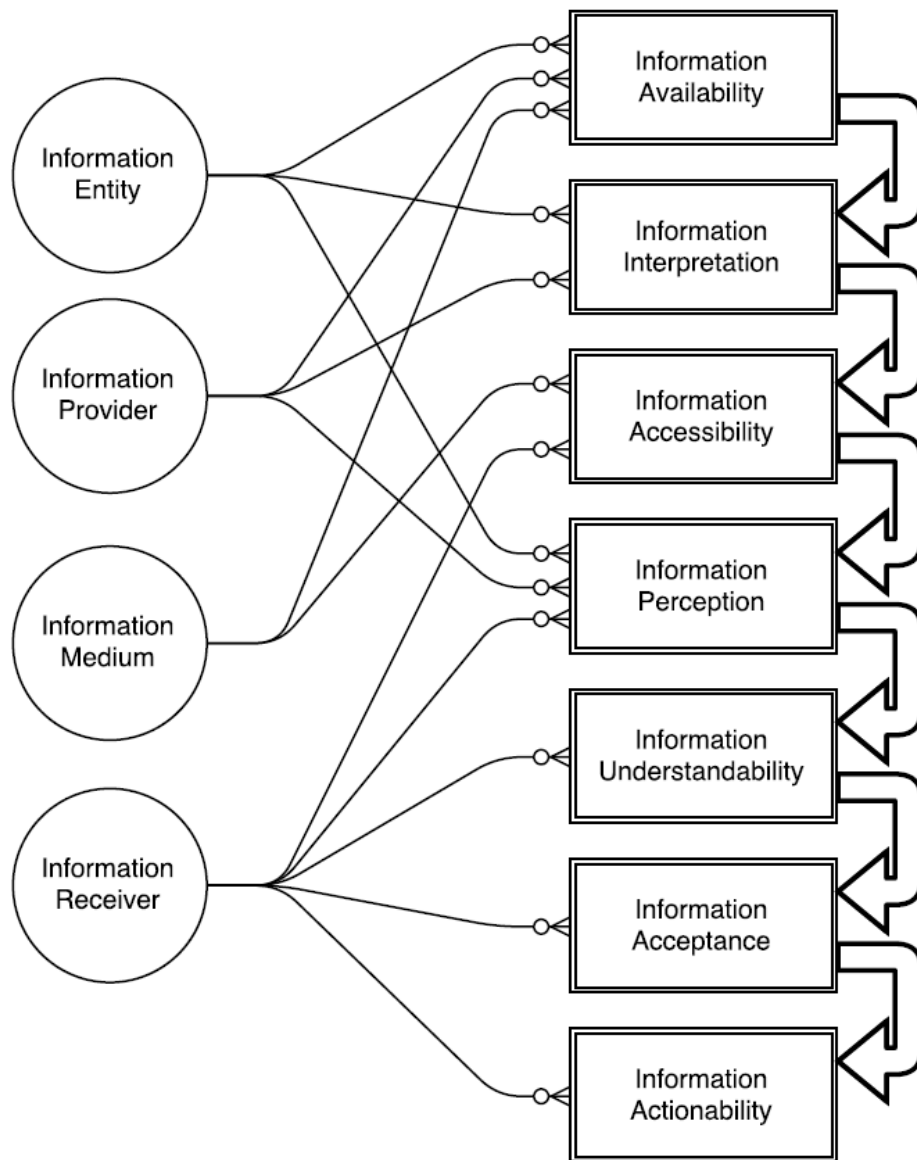 Information
Entity
Information
Provider
Information
Medium
Information
Receiver
Information
Availability
Information
Interpretation
Information
Accessibility
Information
Perception
Information
Understandability
Information
Acceptance
Information
Actionability